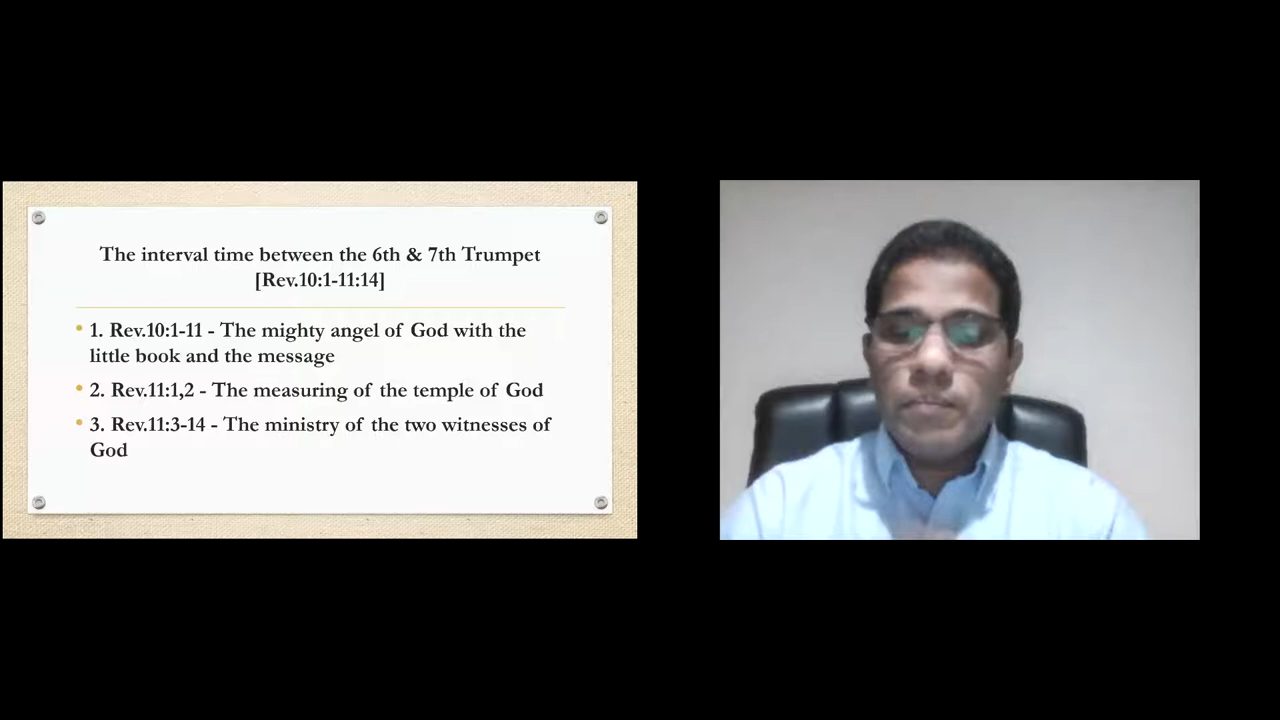 The interval time between the 6th & 7th Trumpet
[Rev.10:1-11:14]
• 1. Rev.10:1-11 - The mighty angel of God with the
little book and the message
• 2. Rev.11:1,2 - The measuring of the temple of God
• 3. Rev.11:3-14 - The ministry of the two witnesses of
God